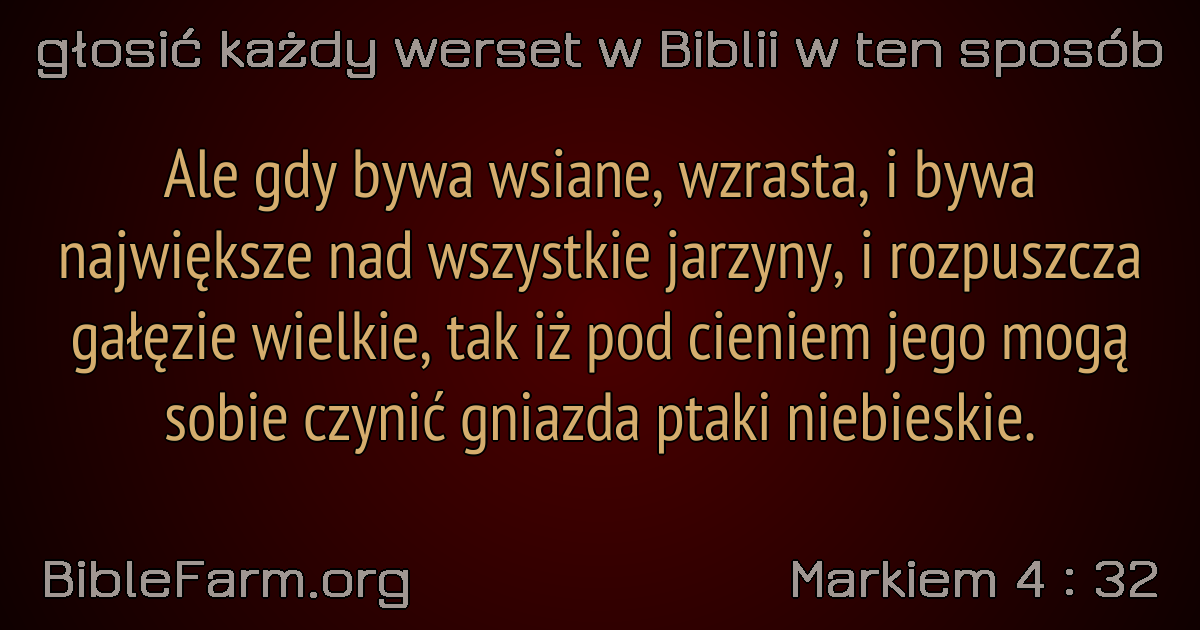 głosić każdy werset w Biblii w ten sposób
Ale gdy bywa wsiane, wzrasta, i bywa
największe nad wszystkie jarzyny, i rozpuszcza
gałęzie wielkie, tak iż pod cieniem jego mogą
sobie czynić gniazda ptaki niebieskie.
BibleFarm.org
Markiem 4 : 32